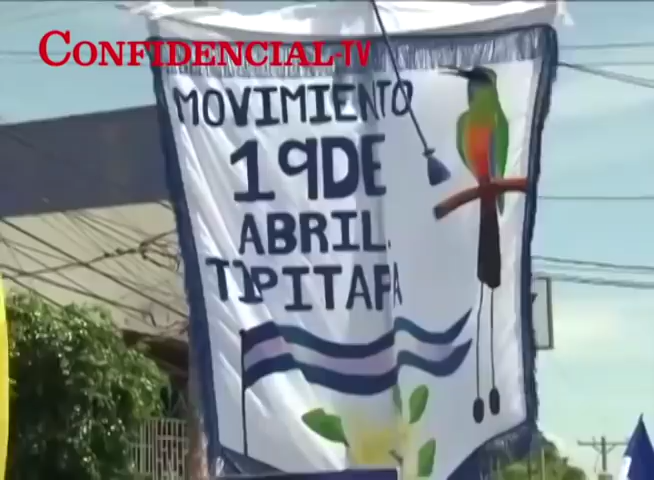 CONFIDENCIAL-TV
MOVIMIENTO
19 DE
ABRIL.
TIPITAPA